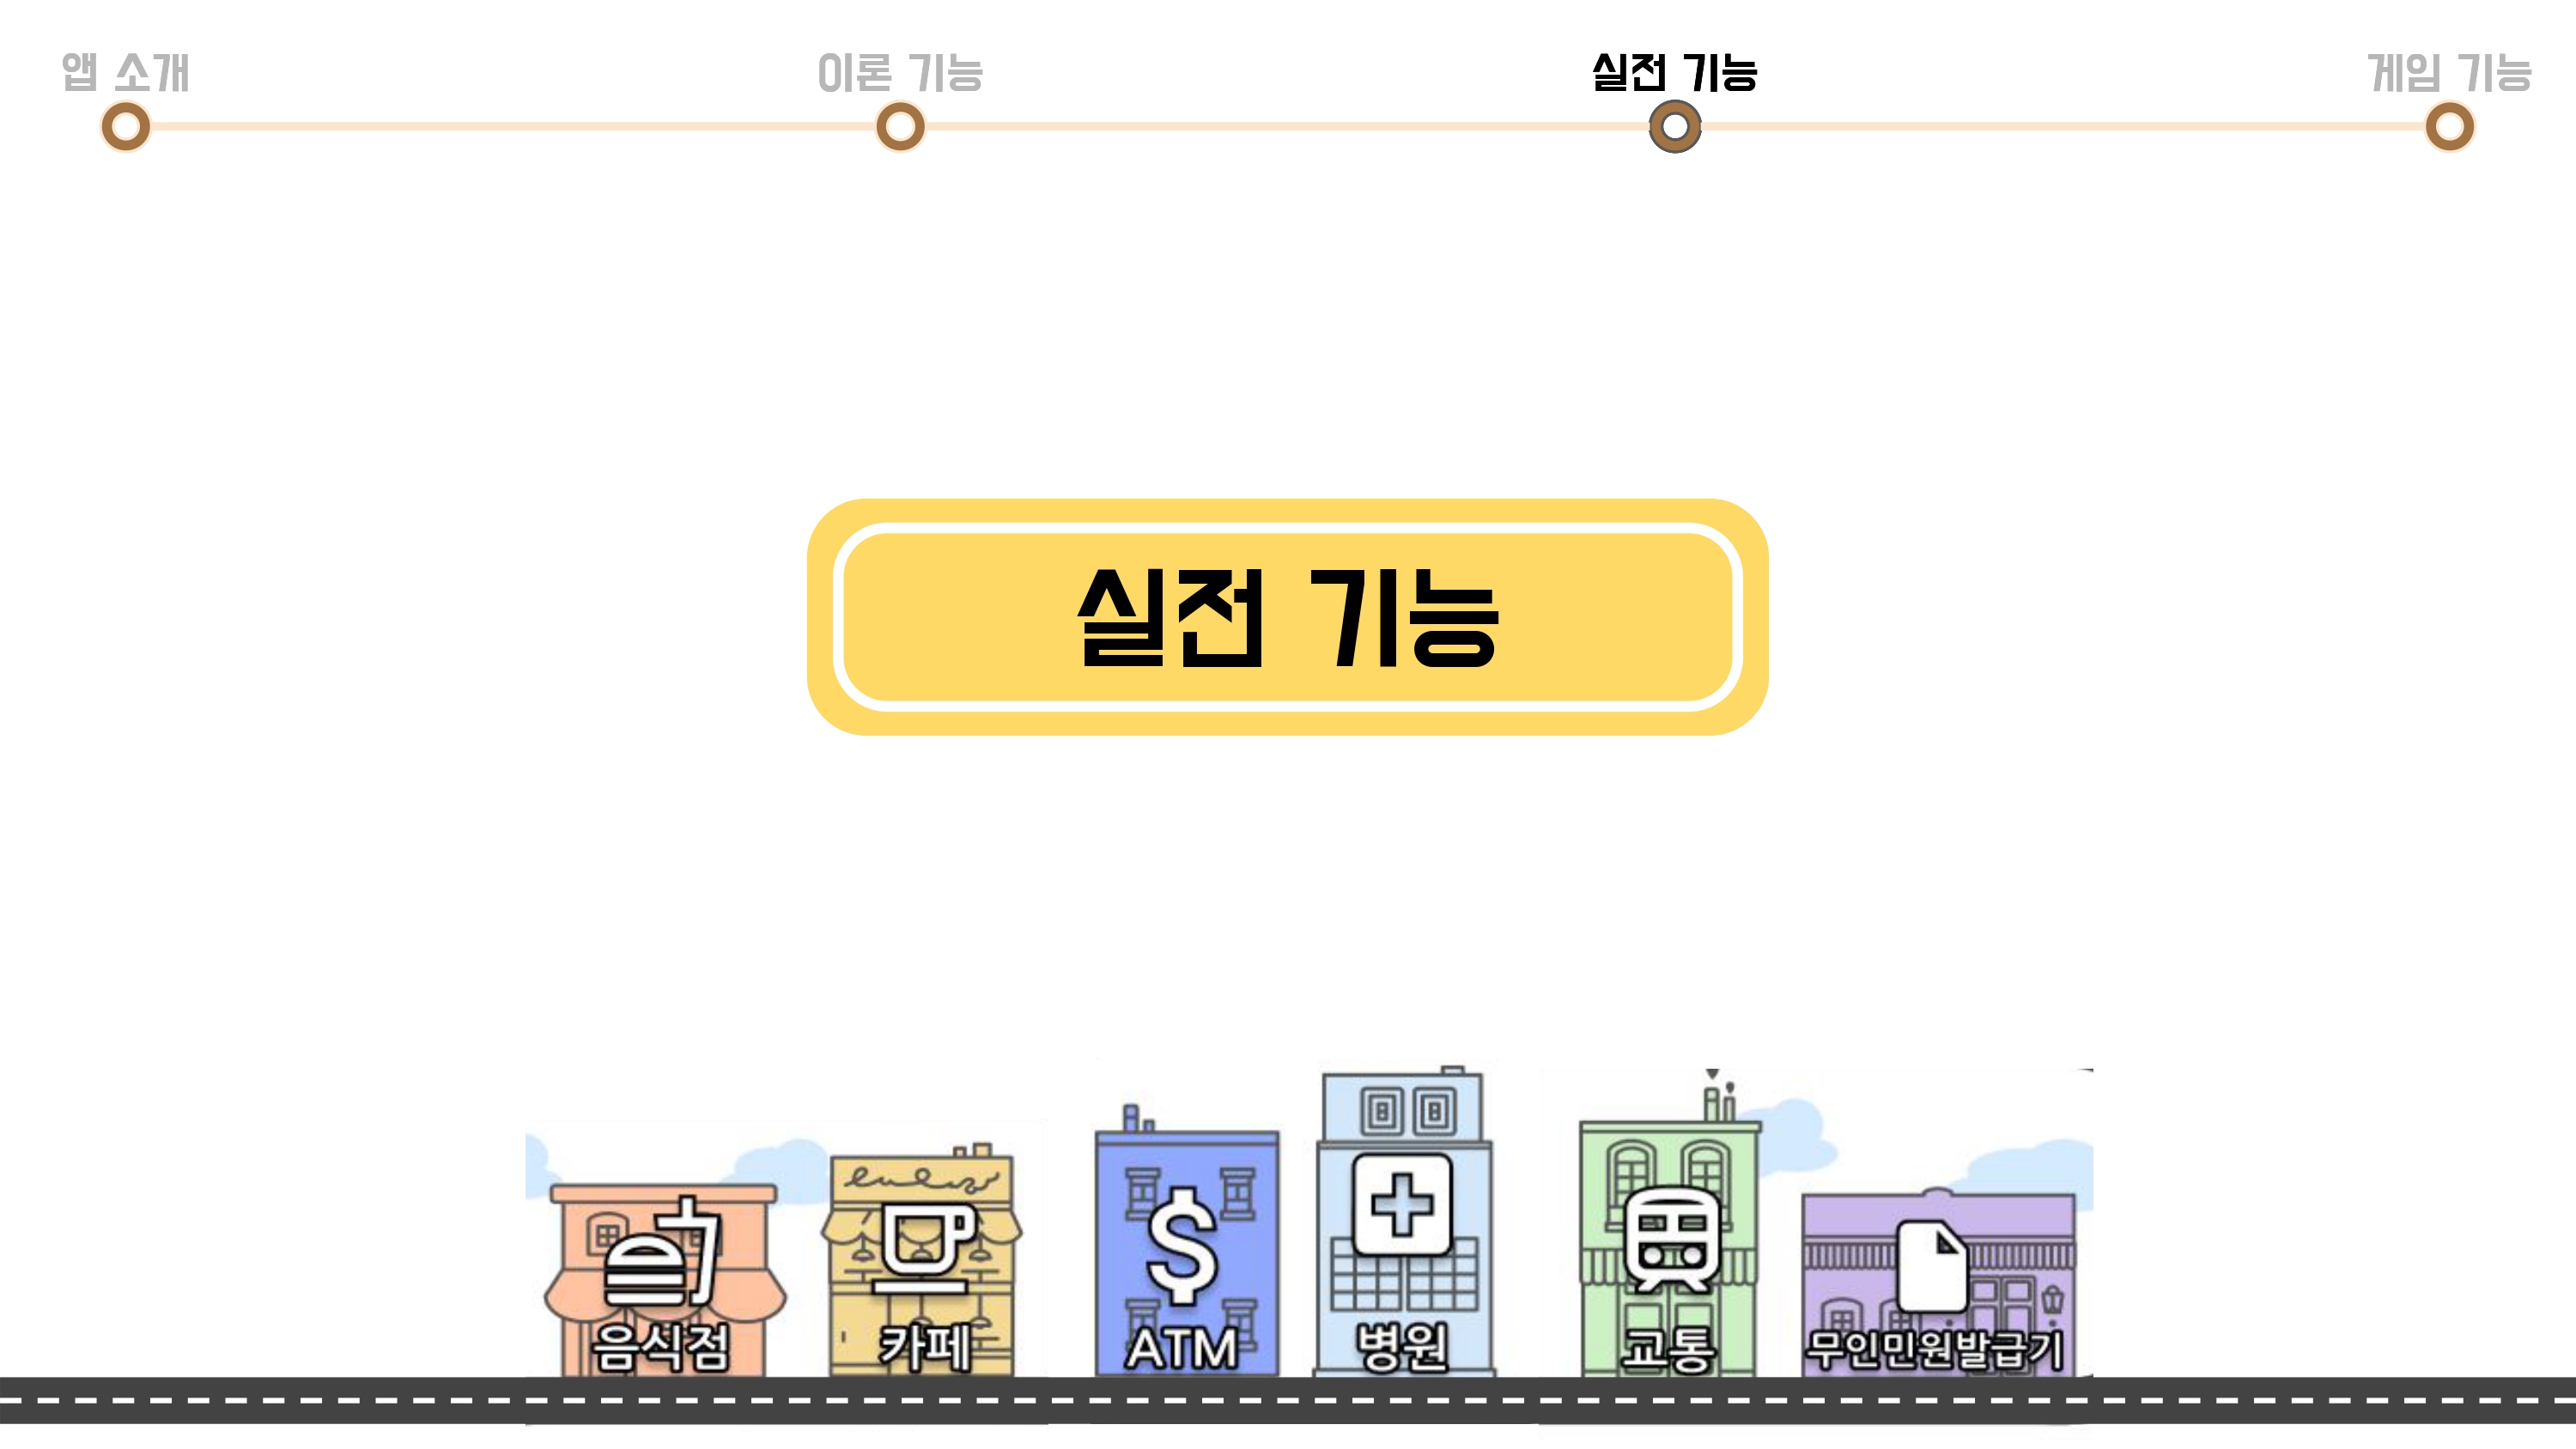 앱 소개
이론 기능
실전 기능
게임 기능
실전 기능
음식점
카페
ATM
병원
교통
무인민원발급기